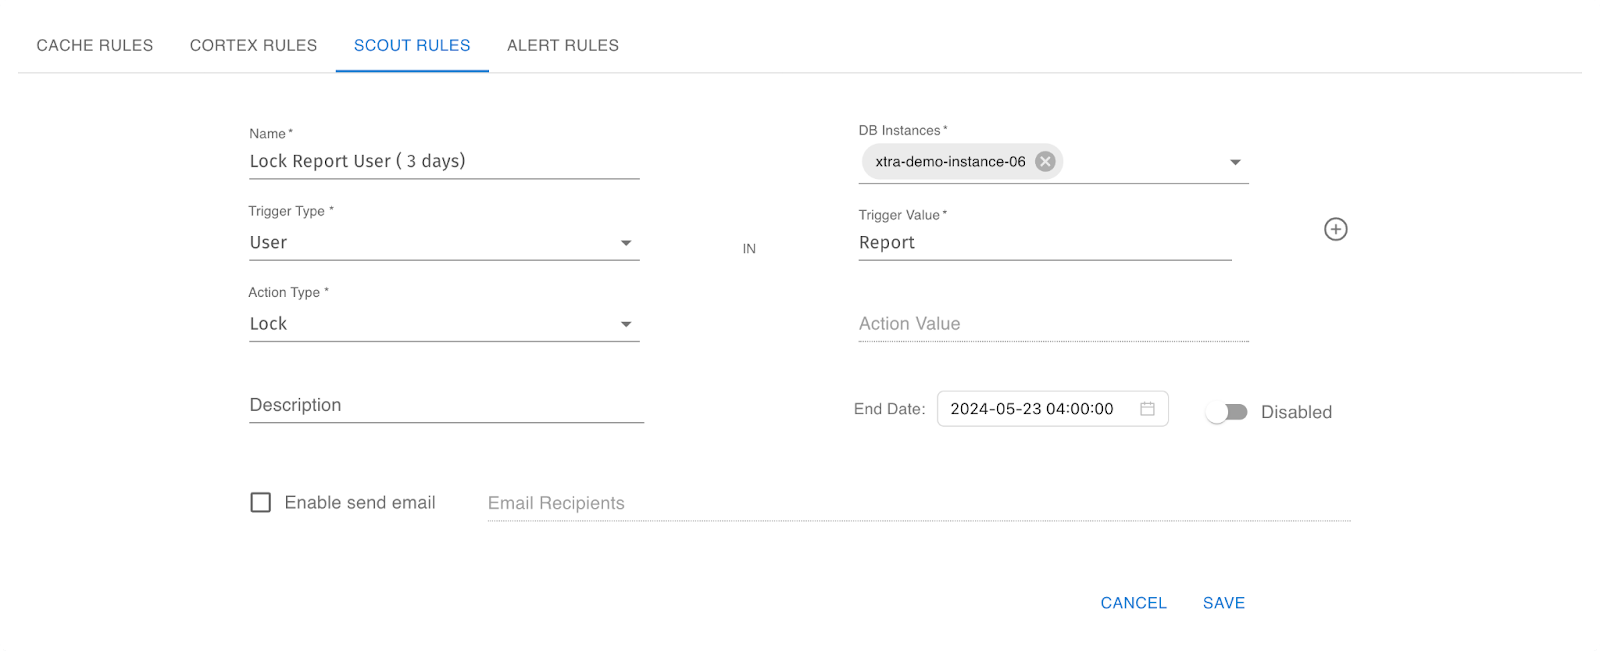 CACHE RULES CORTEX RULES SCOUT RULES ALERT RULES
Name*
Lock Report User ( 3 days)
DB Instances*
xtra-demo-instance-06
Trigger Type *
User
IN
Trigger Value*
Report
Action Type *
Lock
Action Value
Description
End Date: 2024-05-23 04:00:00 Disabled
Enable send email Email Recipients
CANCEL SAVE